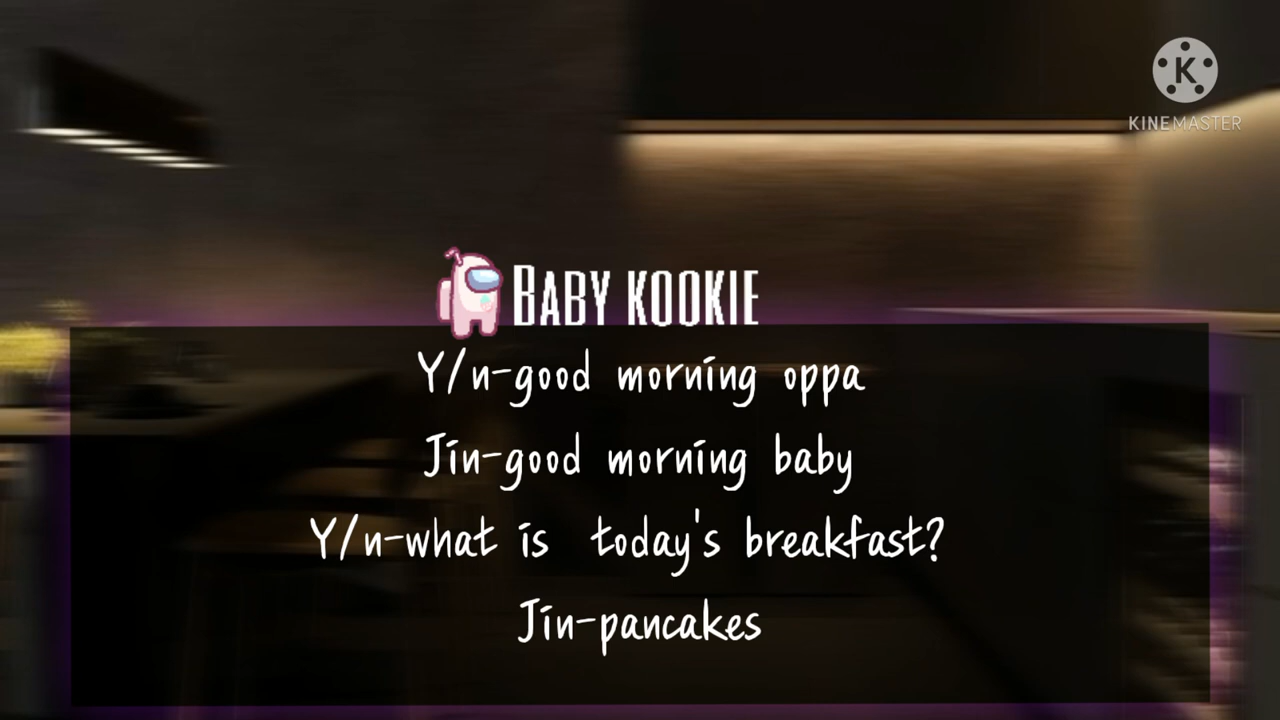 KINEMASTER
BABY KOOKIE
Y/n-good morning oppa
Jin-good morning baby
Y/n-what is today's breakfast?
Jin-pancakes